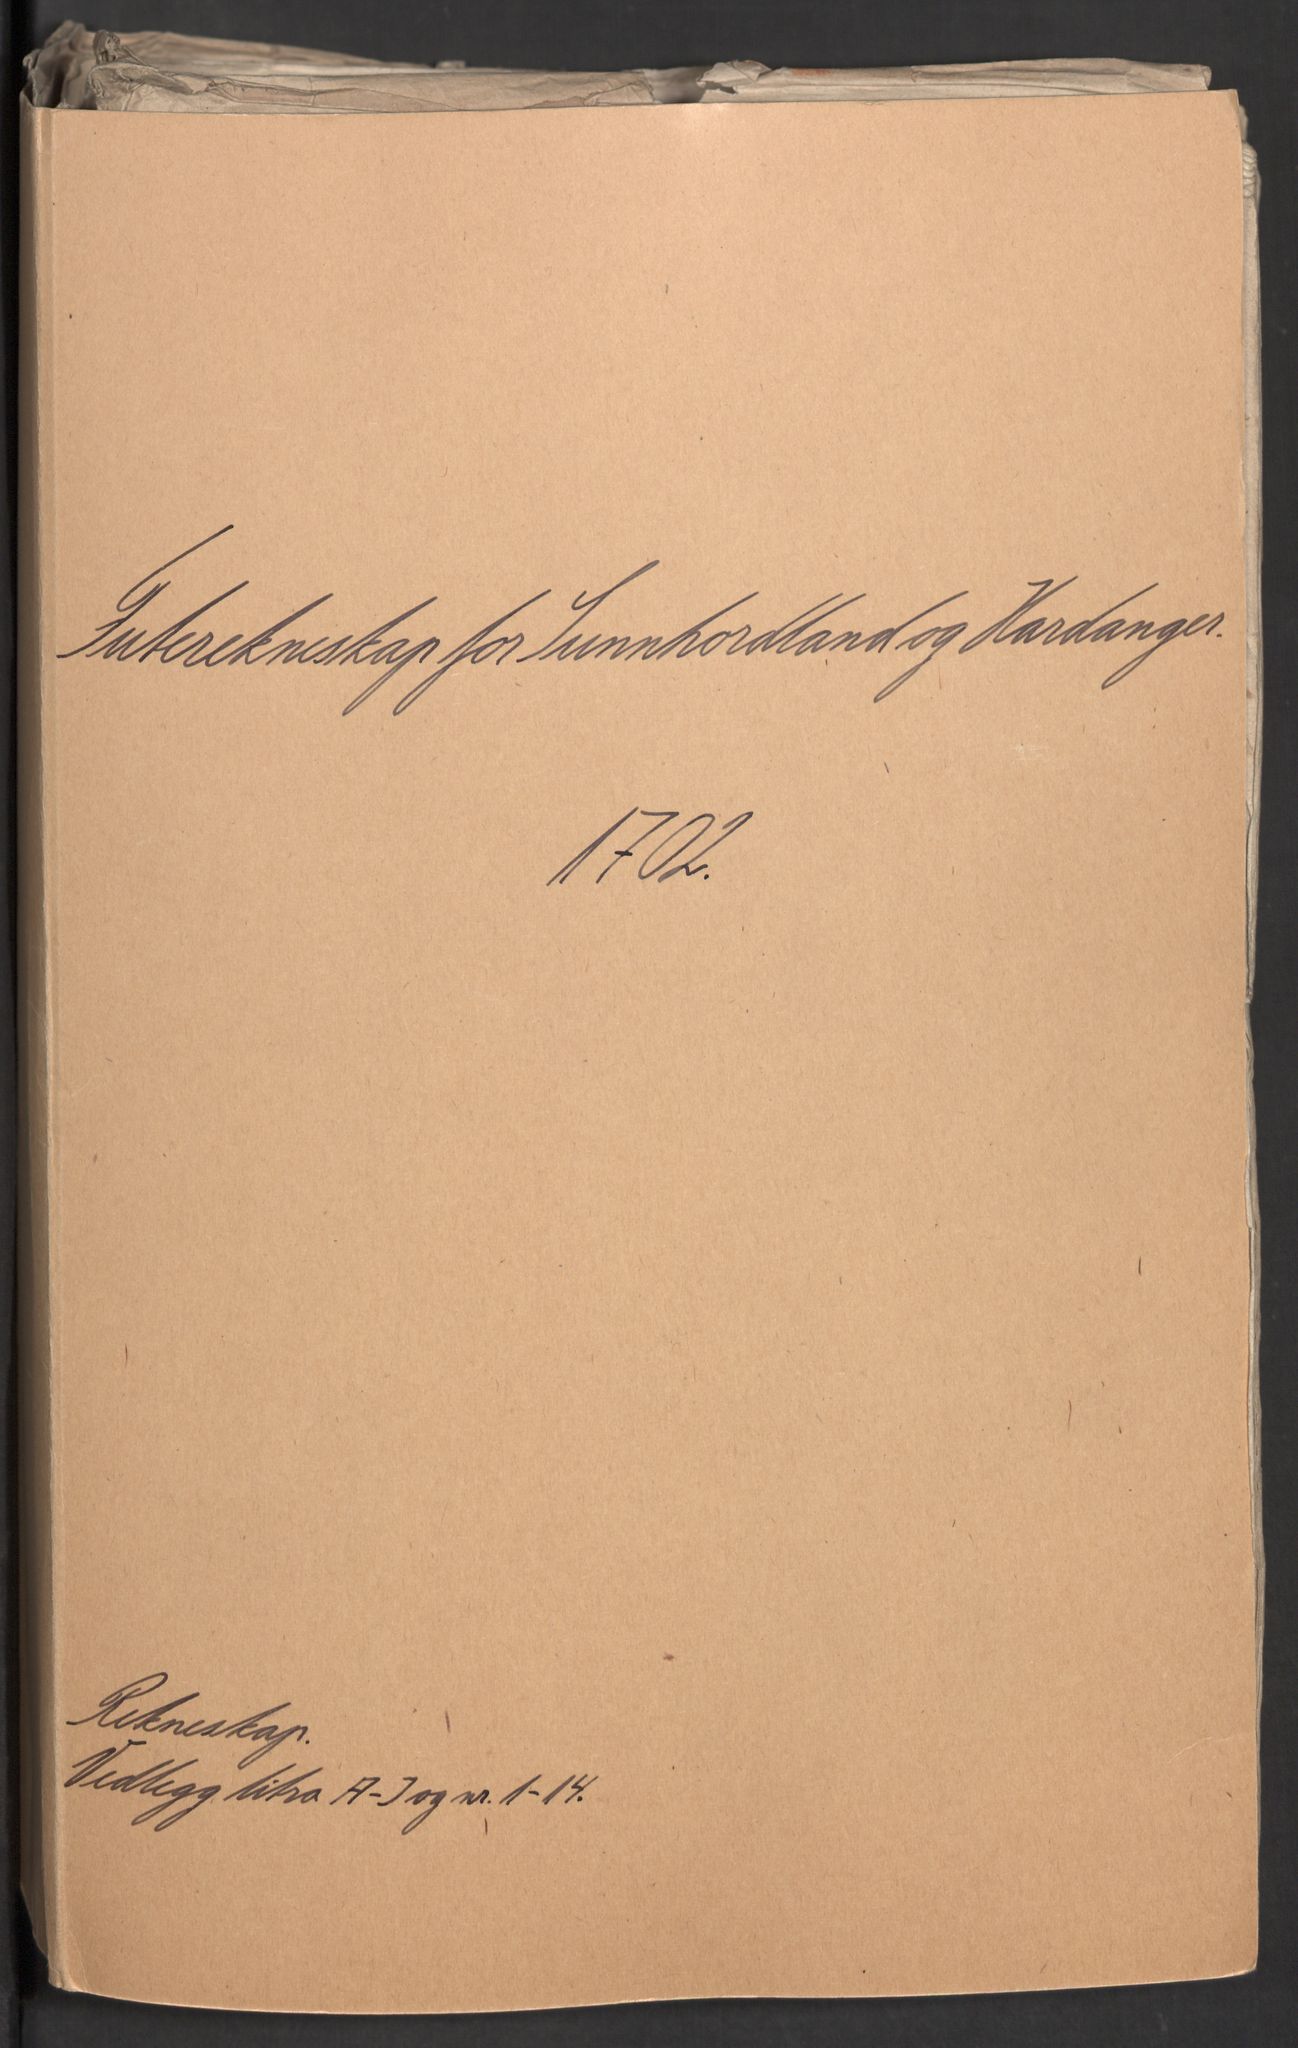 Futerekneskap for Sunnhordland og Hardanger.
1702.
Rekneskap.
Vedlegg litra A-J og nr. 1-14.